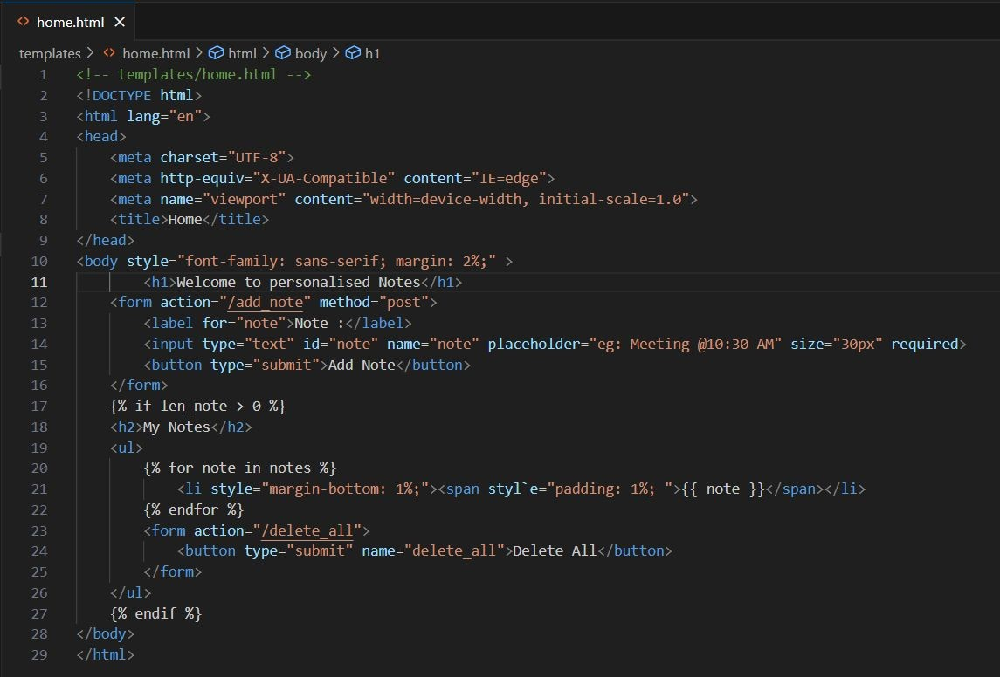 home.html
templates > home.html > html > body > h1
1 <!-- templates/home.html -->
2 <!DOCTYPE html>
3 <html lang="en">
4 <head>
5     <meta charset="UTF-8">
6     <meta http-equiv="X-UA-Compatible" content="IE=edge">
7     <meta name="viewport" content="width=device-width, initial-scale=1.0">
8     <title>Home</title>
9 </head>
10 <body style="font-family: sans-serif; margin: 2%;" >
11         <h1>Welcome to personalised Notes</h1>
12     <form action="/add_note" method="post">
13         <label for="note">Note :</label>
14         <input type="text" id="note" name="note" placeholder="eg: Meeting @10:30 AM" size="30px" required>
15         <button type="submit">Add Note</button>
16     </form>
17     {% if len_note > 0 %}
18     <h2>My Notes</h2>
19     <ul>
20         {% for note in notes %}
21             <li style="margin-bottom: 1%;"><span styl`e="padding: 1%; ">{{ note }}</span></li>
22         {% endfor %}
23         <form action="/delete_all">
24             <button type="submit" name="delete_all">Delete All</button>
25         </form>
26     </ul>
27     {% endif %}
28 </body>
29 </html>